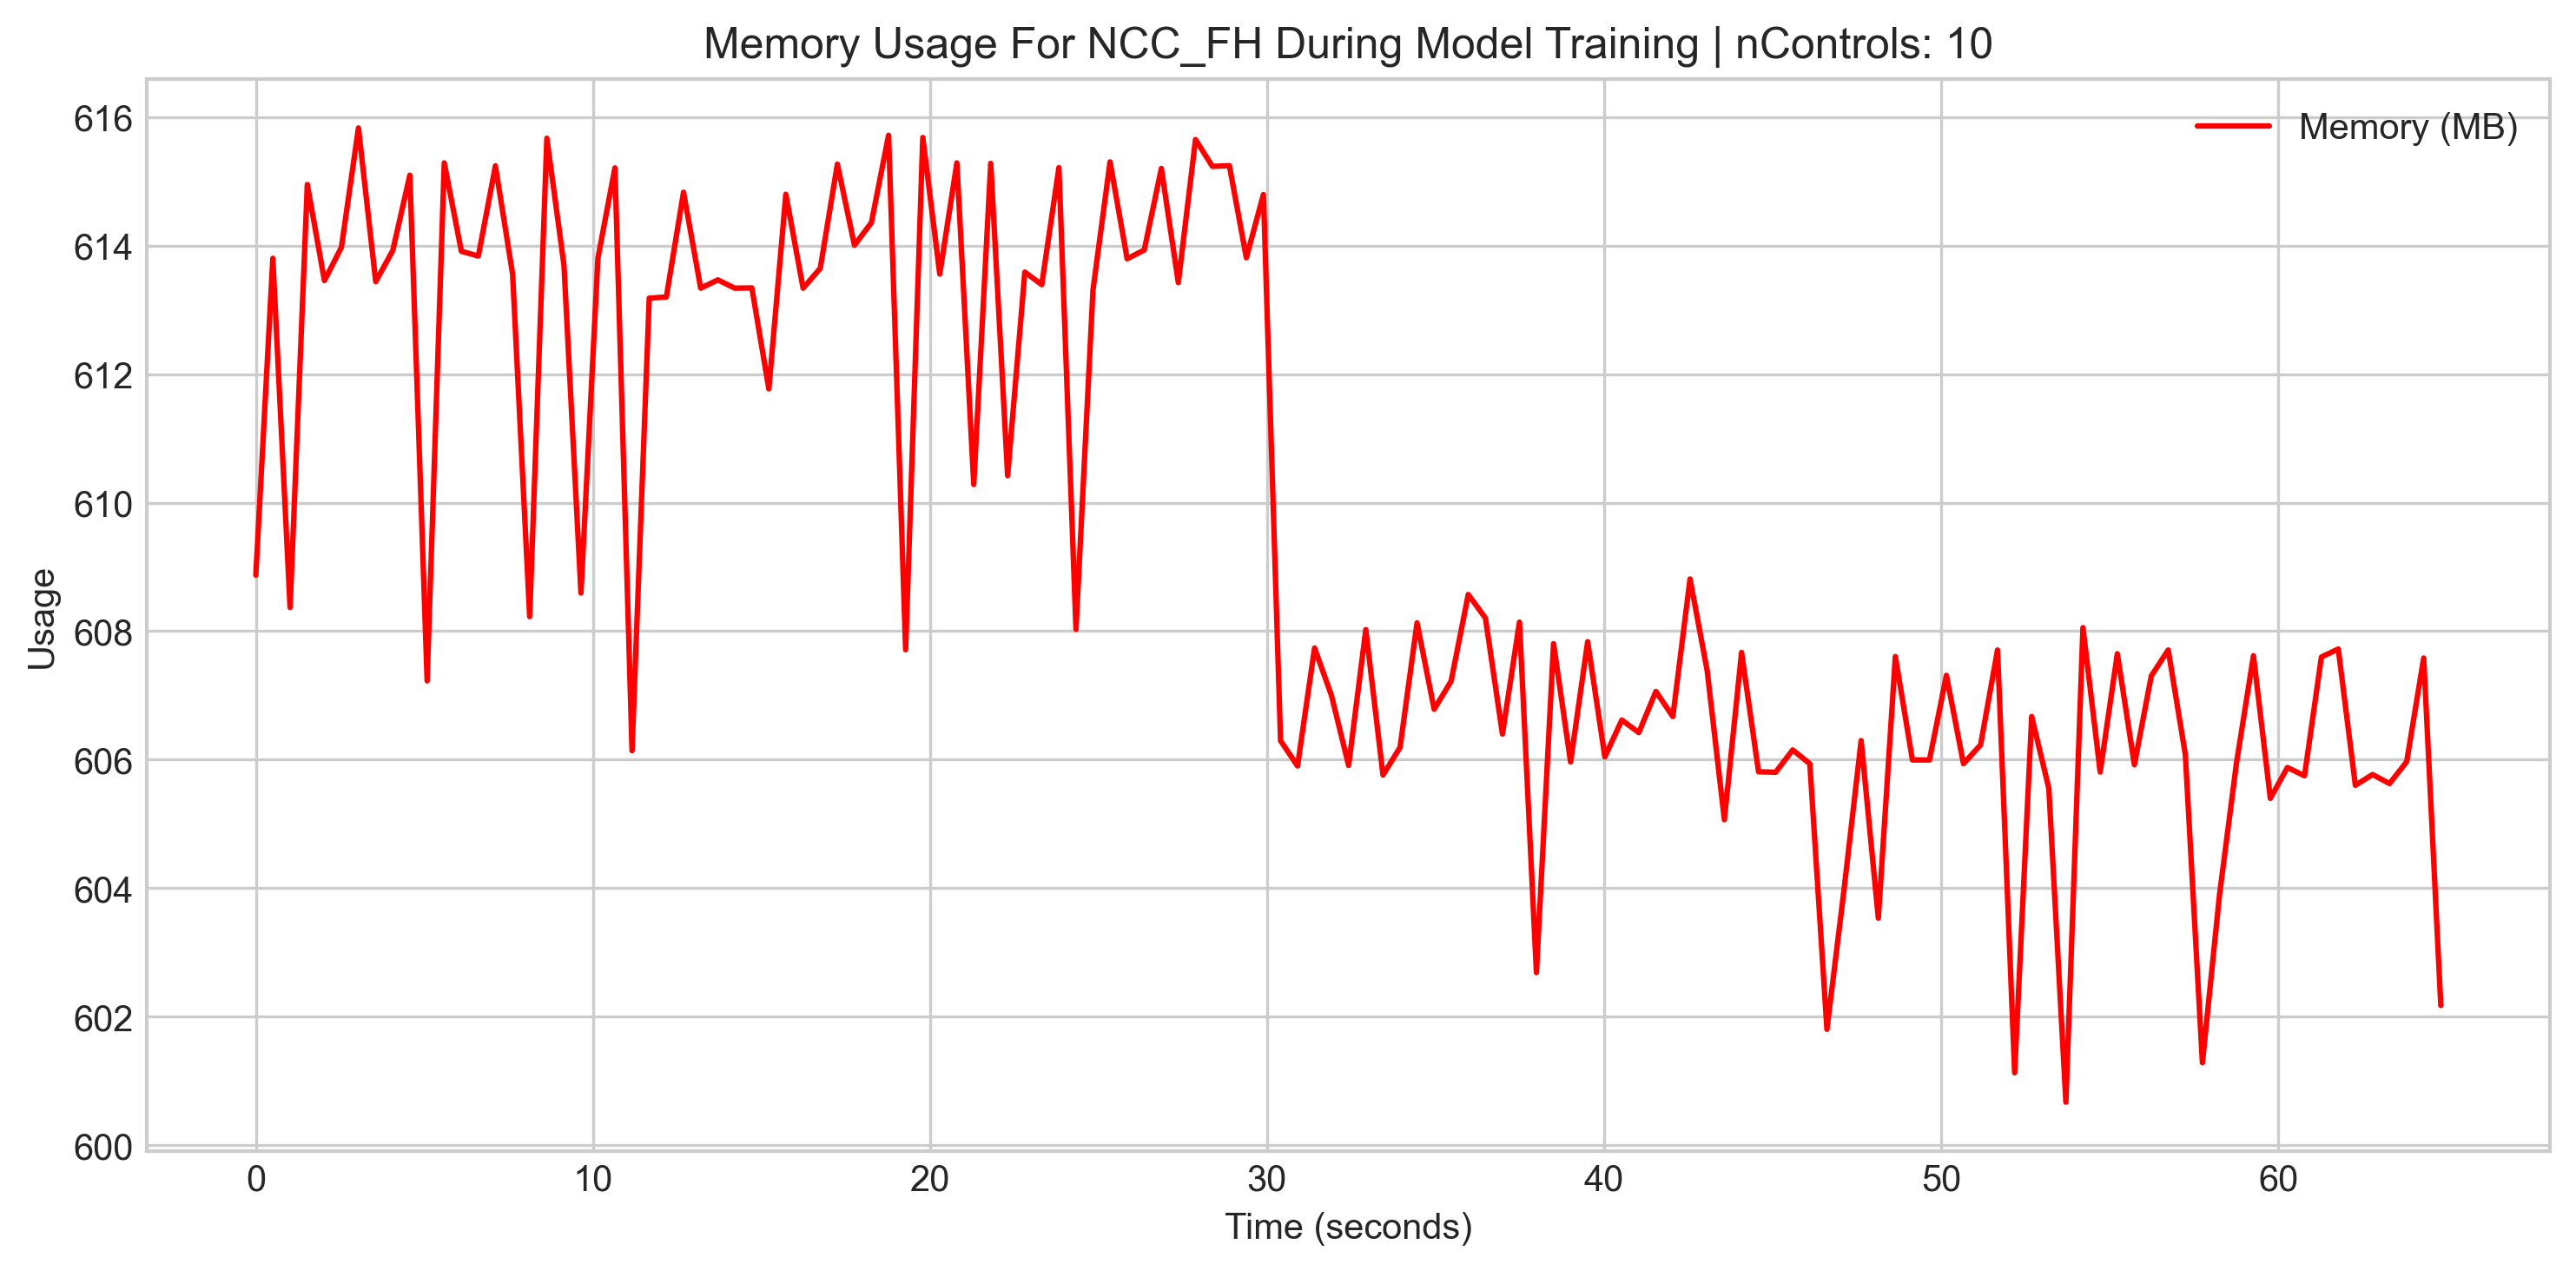 Memory Usage For NCC_FH During Model Training | nControls: 10
Memory (MB)
616
614
612
610
608
606
604
602
600
Usage
0 10 20 30 40 50 60
Time (seconds)